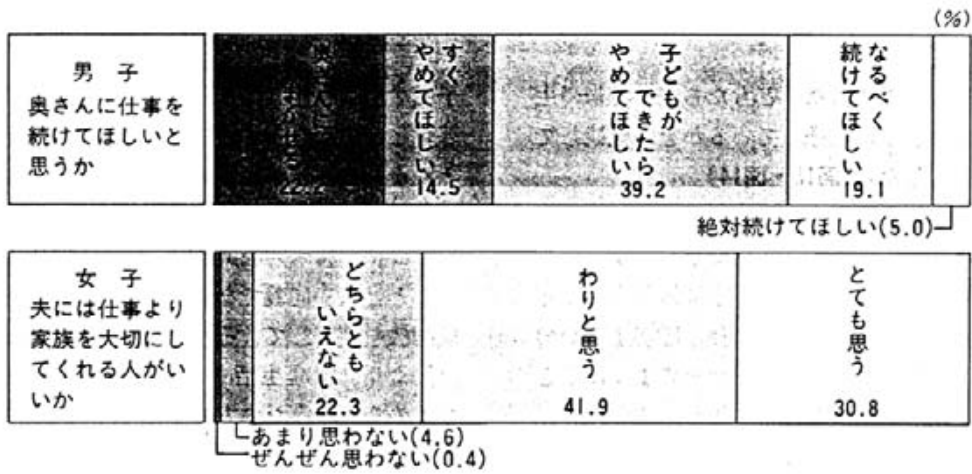 (%)
男 子
奥さんに仕事を
続けてほしいと
思うか
22.2
すぐ
やめてほしい
14.5
子どもが
できたら
やめてほしい
39.2
なるべく
続けてほしい
19.1
絶対続けてほしい(5.0)
女 子
夫には仕事より
家族を大切にし
てくれる人がい
いか
どちらとも
いえない
22.3
わりと思う
41.9
とても思う
30.8
あまり思わない(4.6)
ぜんぜん思わない(0.4)